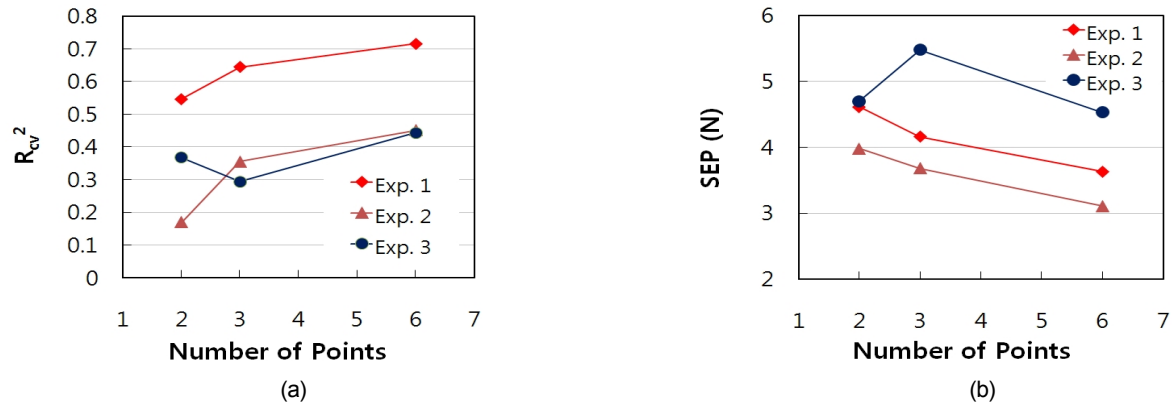 0.8
0.7
0.6
0.5
0.4
0.3
0.2
0.1
0
Rcv²
Exp. 1
Exp. 2
Exp. 3
1 2 3 4 5 6 7
Number of Points
(a)
6
5
4
3
2
SEP (N)
Exp. 1
Exp. 2
Exp. 3
1 2 3 4 5 6 7
Number of Points
(b)